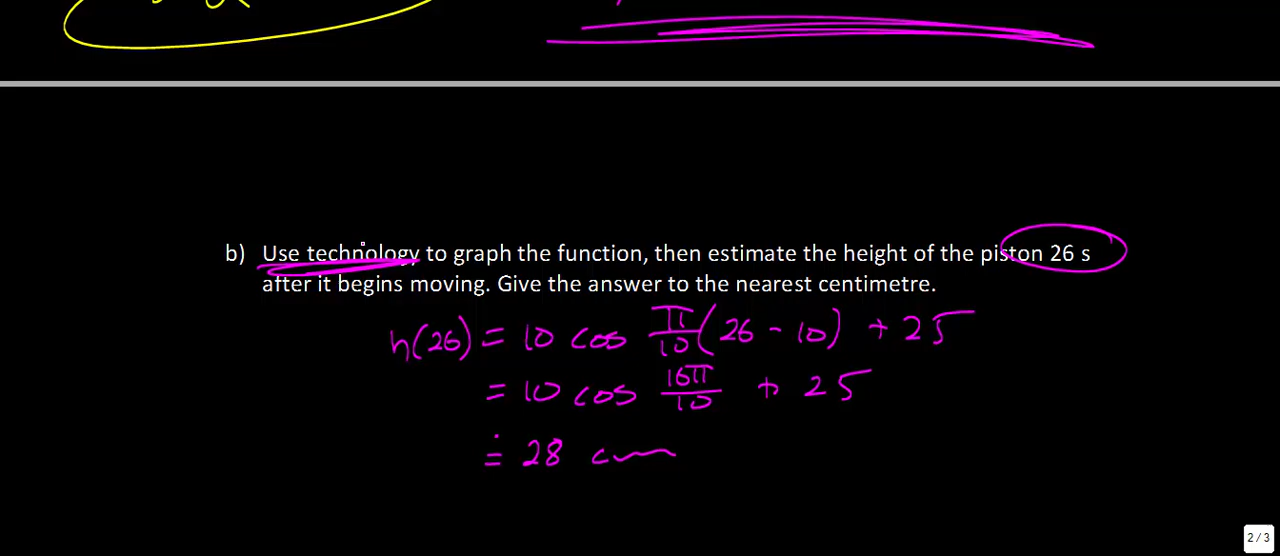 b) Use technology to graph the function, then estimate the height of the piston 26 s
after it begins moving. Give the answer to the nearest centimetre.
h(26) = 10 cos π/10 (26 - 10) + 25
= 10 cos 16π/10 + 25
≐ 28 cm
2/3